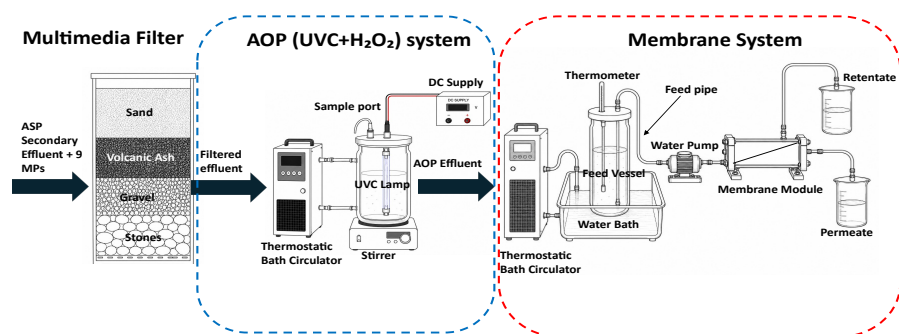 Multimedia Filter
AOP (UVC+H₂O₂) system
Membrane System
ASP
Secondary
Effluent + 9
MPs
Sand
Volcanic Ash
Gravel
Stones
Filtered
effluent
Sample port
DC Supply
DC SUPPLY
UVC Lamp
Thermostatic
Bath Circulator
Stirrer
AOP Effluent
Thermometer
Feed pipe
Retentate
Water Pump
Feed Vessel
Membrane Module
Water Bath
Permeate
Thermostatic
Bath Circulator